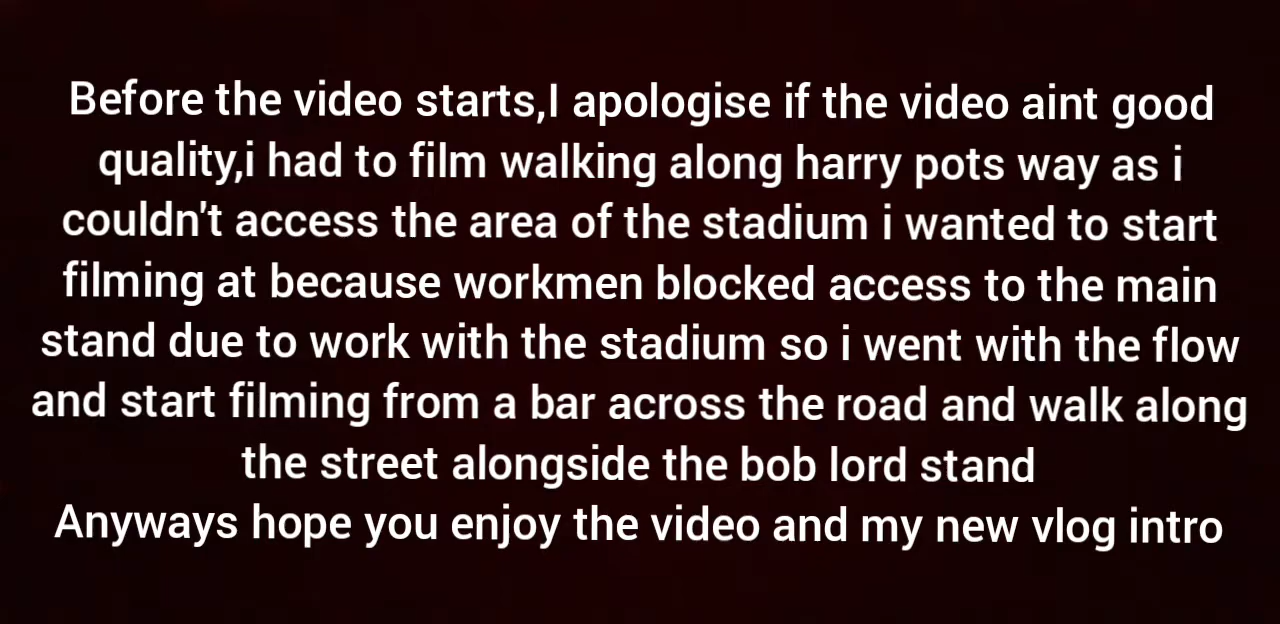 Before the video starts,I apologise if the video aint good
quality,i had to film walking along harry pots way as i
couldn't access the area of the stadium i wanted to start
filming at because workmen blocked access to the main
stand due to work with the stadium so i went with the flow
and start filming from a bar across the road and walk along
the street alongside the bob lord stand
Anyways hope you enjoy the video and my new vlog intro